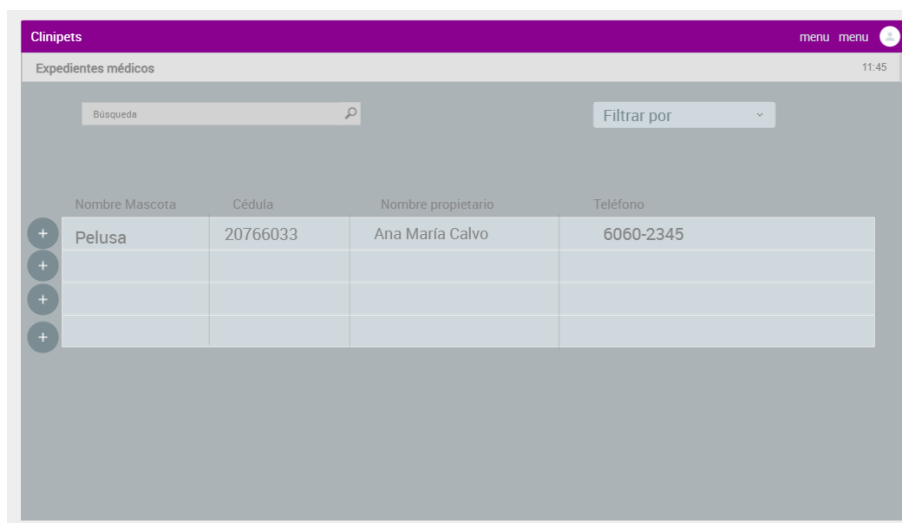 Clinipets menu menu
Expedientes médicos 11:45
Búsqueda Filtrar por
Nombre Mascota Cédula Nombre propietario Teléfono
+ Pelusa 20766033 Ana María Calvo 6060-2345
+
+
+